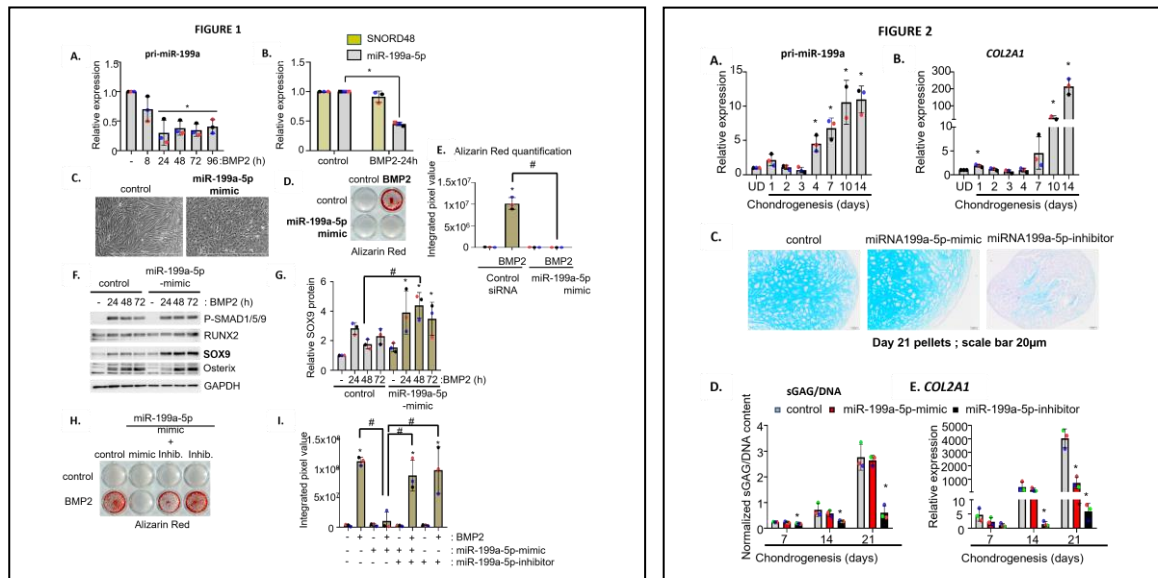 FIGURE 1
A.
pri-miR-199a
Relative expression
1.5
1.0
0.5
0.0
*
- 8 24 48 72 96 :BMP2 (h)
B.
SNORD48
miR-199a-5p
Relative expression
1.5
1.0
0.5
0.0
*
control BMP2-24h
C.
control
miR-199a-5p
mimic
D.
control BMP2
control
miR-199a-5p
mimic
Alizarin Red
E.
Alizarin Red quantification
Integrated pixel value
1.5x10⁷
1.0x10⁷
5.0x10⁶
0
*
#
BMP2 BMP2
Control
siRNA
miR-199a-5p
mimic
F.
control
miR-199a-5p
-mimic
- 24 48 72 - 24 48 72 : BMP2 (h)
P-SMAD1/5/9
RUNX2
SOX9
Osterix
GAPDH
G.
Relative SOX9 protein
6
5
4
3
2
1
0
#
* * *
- 24 48 72 - 24 48 72 :BMP2 (h)
control
miR-199a-5p
-mimic
H.
miR-199a-5p
mimic
+
control mimic Inhib. Inhib.
control
BMP2
Alizarin Red
I.
Integrated pixel value
0
# # #
* * *
- + - + - + - + : BMP2
- - + + + + - - : miR-199a-5p-mimic
- - - - + + + + : miR-199a-5p-inhibitor
FIGURE 2
A.
pri-miR-199a
Relative expression
15
10
5
0
* * * *
UD 1 2 3 4 7 10 14
Chondrogenesis (days)
B.
COL2A1
Relative expression
300
200
100
15
10
5
0
* * *
UD 1 2 3 4 7 10 14
Chondrogenesis (days)
C.
control
miRNA199a-5p-mimic
miRNA199a-5p-inhibitor
Day 21 pellets ; scale bar 20μm
D.
sGAG/DNA
E. COL2A1
control
miR-199a-5p-mimic
miR-199a-5p-inhibitor
Normalized sGAG/DNA content
4
3
2
1
0
* * *
7 14 21
Chondrogenesis (days)
Relative expression
5000
4000
3000
2000
1000
10
5
0
* * *
7 14 21
Chondrogenesis (days)